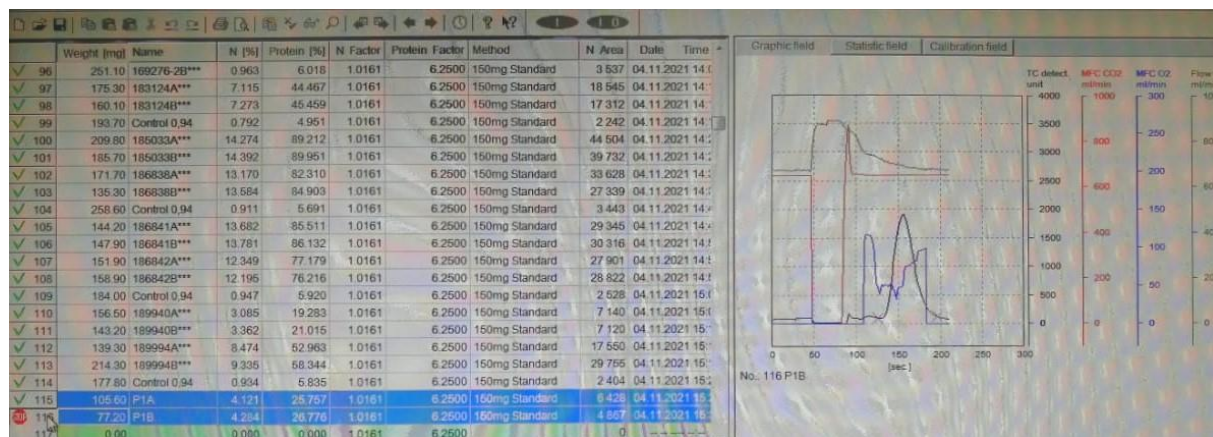 Weight [mg] Name N [%] Protein [%] N Factor Protein Factor Method N Area Date Time
96 251.10 169276-2B*** 0.963 6.018 1.0161 6.2500 150mg Standard 3 537 04.11.2021
97 175.30 183124A*** 7.115 44.467 1.0161 6.2500 150mg Standard 18 545 04.11.2021
98 160.10 183124B*** 7.273 45.459 1.0161 6.2500 150mg Standard 17 312 04.11.2021
99 193.70 Control 0,94 0.792 4.951 1.0161 6.2500 150mg Standard 2 242 04.11.2021
100 209.80 185033A*** 14.274 89.212 1.0161 6.2500 150mg Standard 44 504 04.11.2021
101 185.70 185033B*** 14.392 89.951 1.0161 6.2500 150mg Standard 39 732 04.11.2021
102 171.70 186838A*** 13.170 82.310 1.0161 6.2500 150mg Standard 33 628 04.11.2021
103 135.30 186838B*** 13.584 84.903 1.0161 6.2500 150mg Standard 27 339 04.11.2021
104 258.60 Control 0,94 0.911 5.691 1.0161 6.2500 150mg Standard 3 443 04.11.2021
105 144.20 186841A*** 13.682 85.511 1.0161 6.2500 150mg Standard 29 345 04.11.2021
106 147.90 186841B*** 13.781 86.132 1.0161 6.2500 150mg Standard 30 316 04.11.2021
107 151.90 186842A*** 12.349 77.179 1.0161 6.2500 150mg Standard 27 901 04.11.2021
108 158.90 186842B*** 12.195 76.216 1.0161 6.2500 150mg Standard 28 822 04.11.2021
109 184.00 Control 0,94 0.947 5.920 1.0161 6.2500 150mg Standard 2 528 04.11.2021
110 156.50 189940A*** 3.085 19.283 1.0161 6.2500 150mg Standard 7 140 04.11.2021
111 143.20 189940B*** 3.362 21.015 1.0161 6.2500 150mg Standard 7 120 04.11.2021
112 139.30 189994A*** 8.474 52.963 1.0161 6.2500 150mg Standard 17 550 04.11.2021
113 214.30 189994B*** 9.335 58.344 1.0161 6.2500 150mg Standard 29 755 04.11.2021
114 177.80 Control 0,94 0.934 5.835 1.0161 6.2500 150mg Standard 2 404 04.11.2021
115 105.60 P1A 4.121 25.757 1.0161 6.2500 150mg Standard 6 428 04.11.2021
116 77.20 P1B 4.284 26.776 1.0161 6.2500 150mg Standard 4 867 04.11.2021
117 0.00 0.000 0.000 1.0161 6.2500 0
Graphic field Statistic field Calibration field
TC detect. MFC CO2 MFC O2 Flow
unit ml/min ml/min
4000 1000 300
3500
250
800
3000
200
2500
600
2000 150
400
1500
100
1000
200
50
500
0 0 0
0 50 100 150 200 250 300
[sec.]
No.: 116 P1B